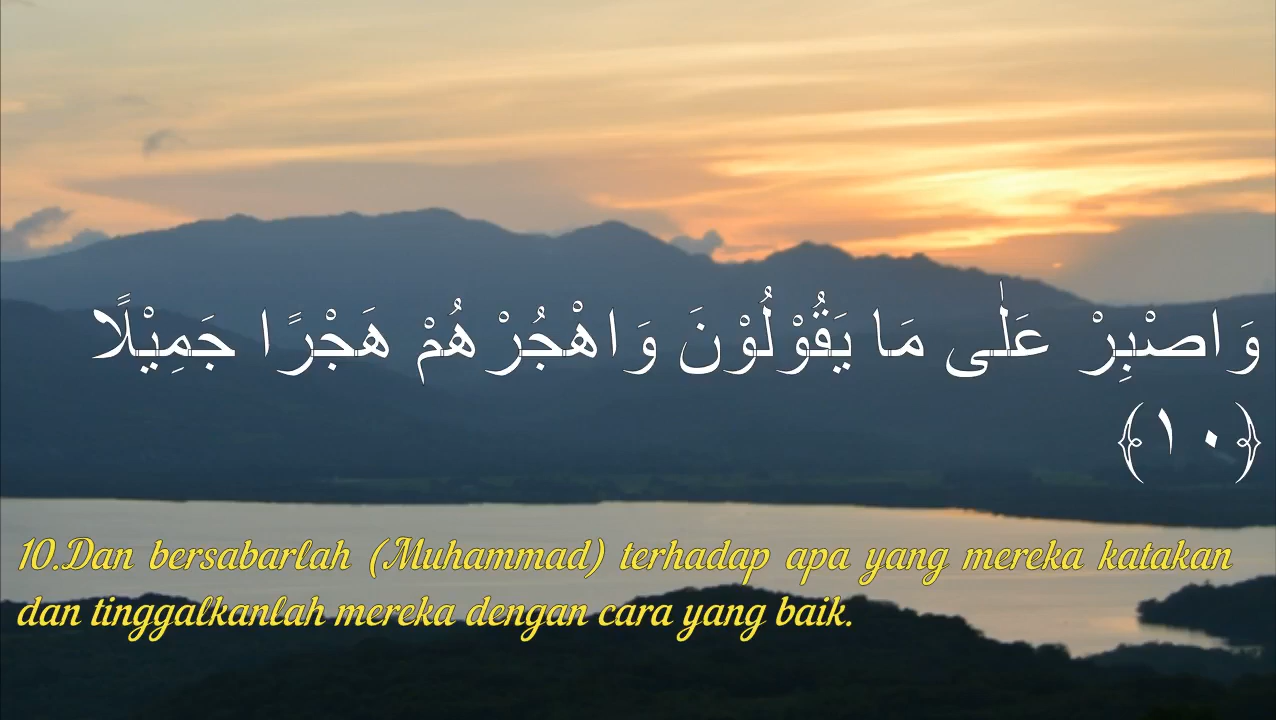 وَاصْبِرْ عَلٰى مَا يَقُوْلُوْنَ وَاهْجُرْهُمْ هَجْرًا جَمِيْلًا
﴿١٠﴾
10.Dan bersabarlah (Muhammad) terhadap apa yang mereka katakan
dan tinggalkanlah mereka dengan cara yang baik.